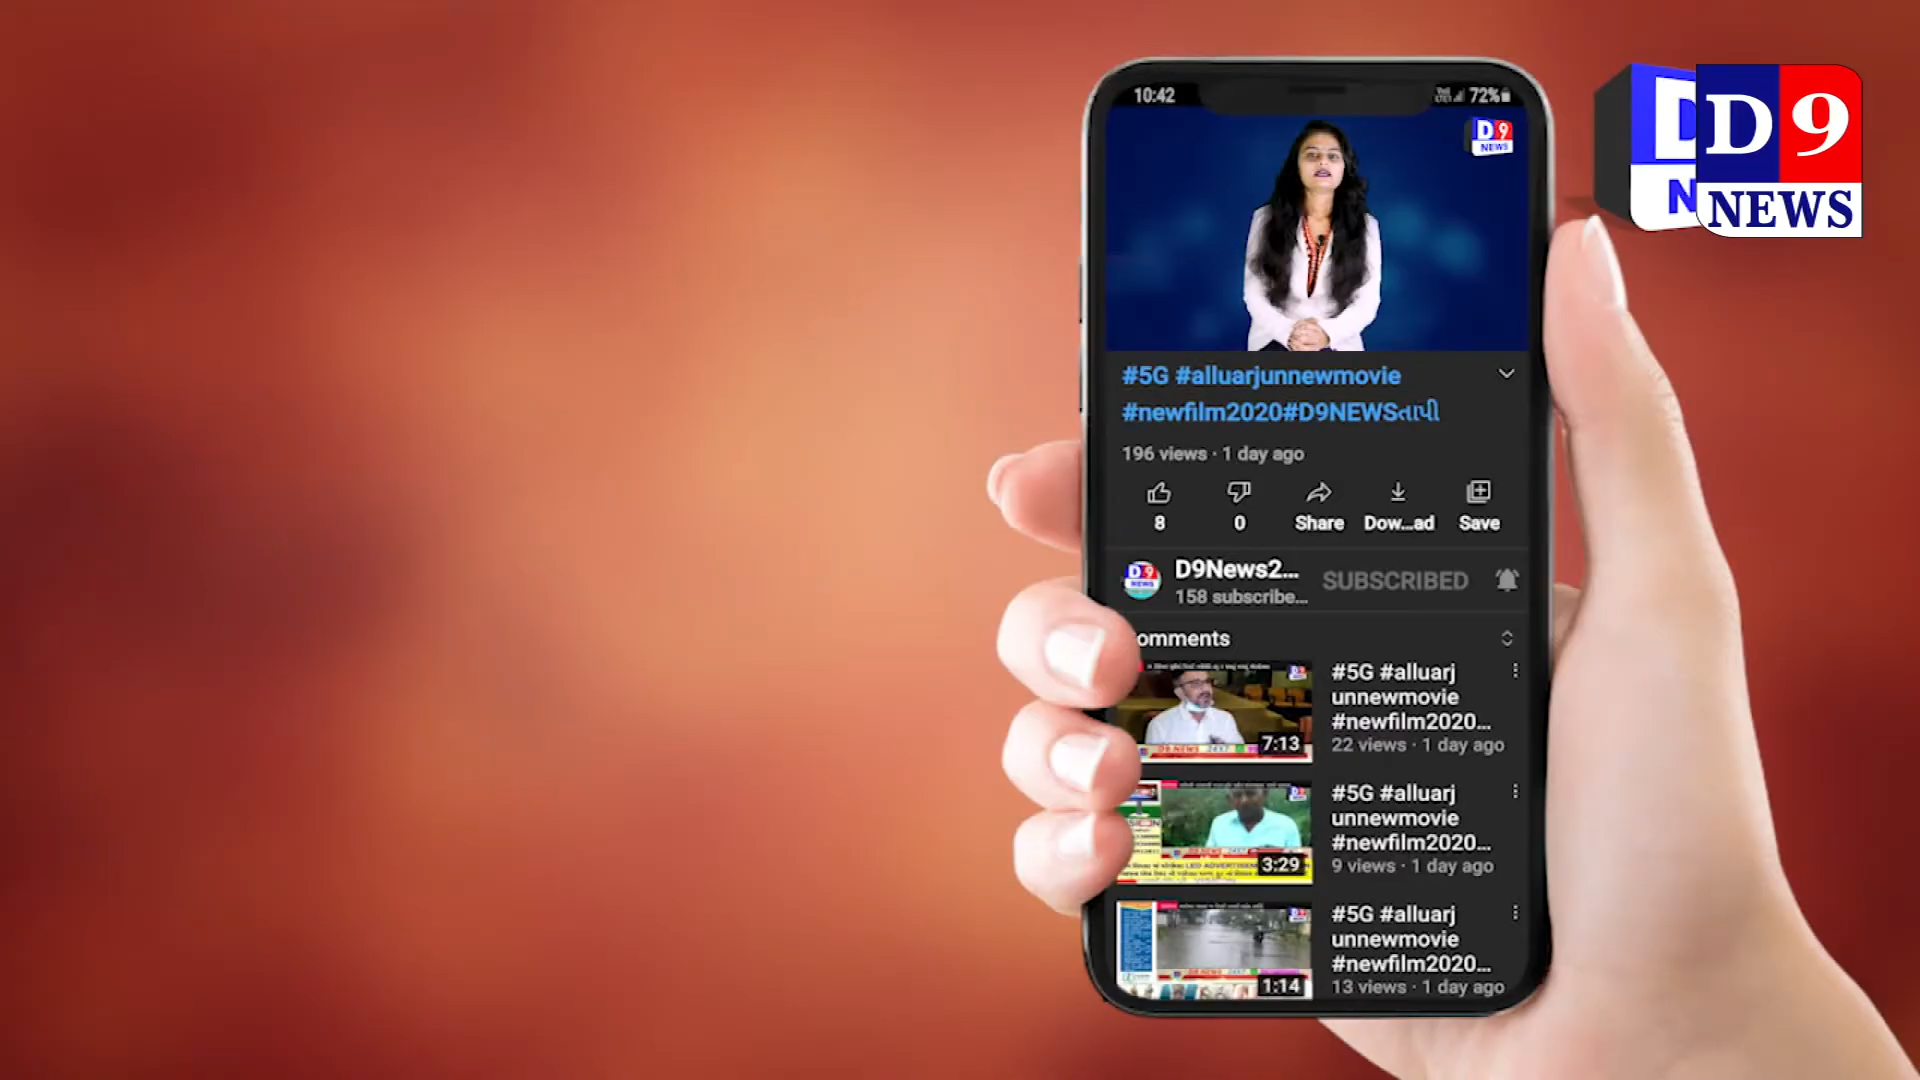 10:42
72%
D 9
NEWS
D 9
NEWS
#5G #alluarjunnewmovie
#newfilm2020#D9NEWSતાપી
196 views · 1 day ago
8
0
Share
Dow...ad
Save
D9News2...
158 subscribe...
SUBSCRIBED
omments
#5G #alluarj
unnewmovie
#newfilm2020...
22 views · 1 day ago
7:13
#5G #alluarj
unnewmovie
#newfilm2020...
9 views · 1 day ago
3:29
#5G #alluarj
unnewmovie
#newfilm2020...
13 views · 1 day ago
1:14